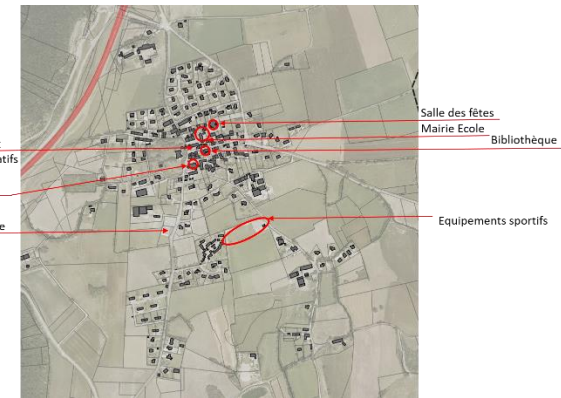 Salle des fêtes
Mairie Ecole
Bibliothèque
Equipements sportifs